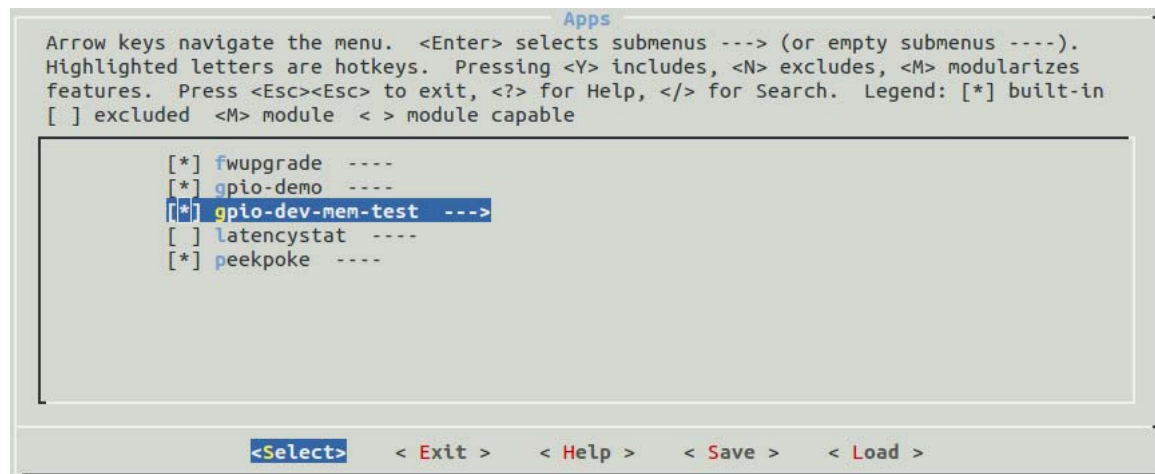 Apps
Arrow keys navigate the menu.  <Enter> selects submenus ---> (or empty submenus ----).
Highlighted letters are hotkeys.  Pressing <Y> includes, <N> excludes, <M> modularizes
features.  Press <Esc><Esc> to exit, <?> for Help, </> for Search.  Legend: [*] built-in
[ ] excluded  <M> module  < > module capable
[*] fwupgrade  ----
[*] gpio-demo  ----
[*] gpio-dev-mem-test  --->
[ ] latencystat  ----
[*] peekpoke  ----
<Select>    < Exit >    < Help >    < Save >    < Load >